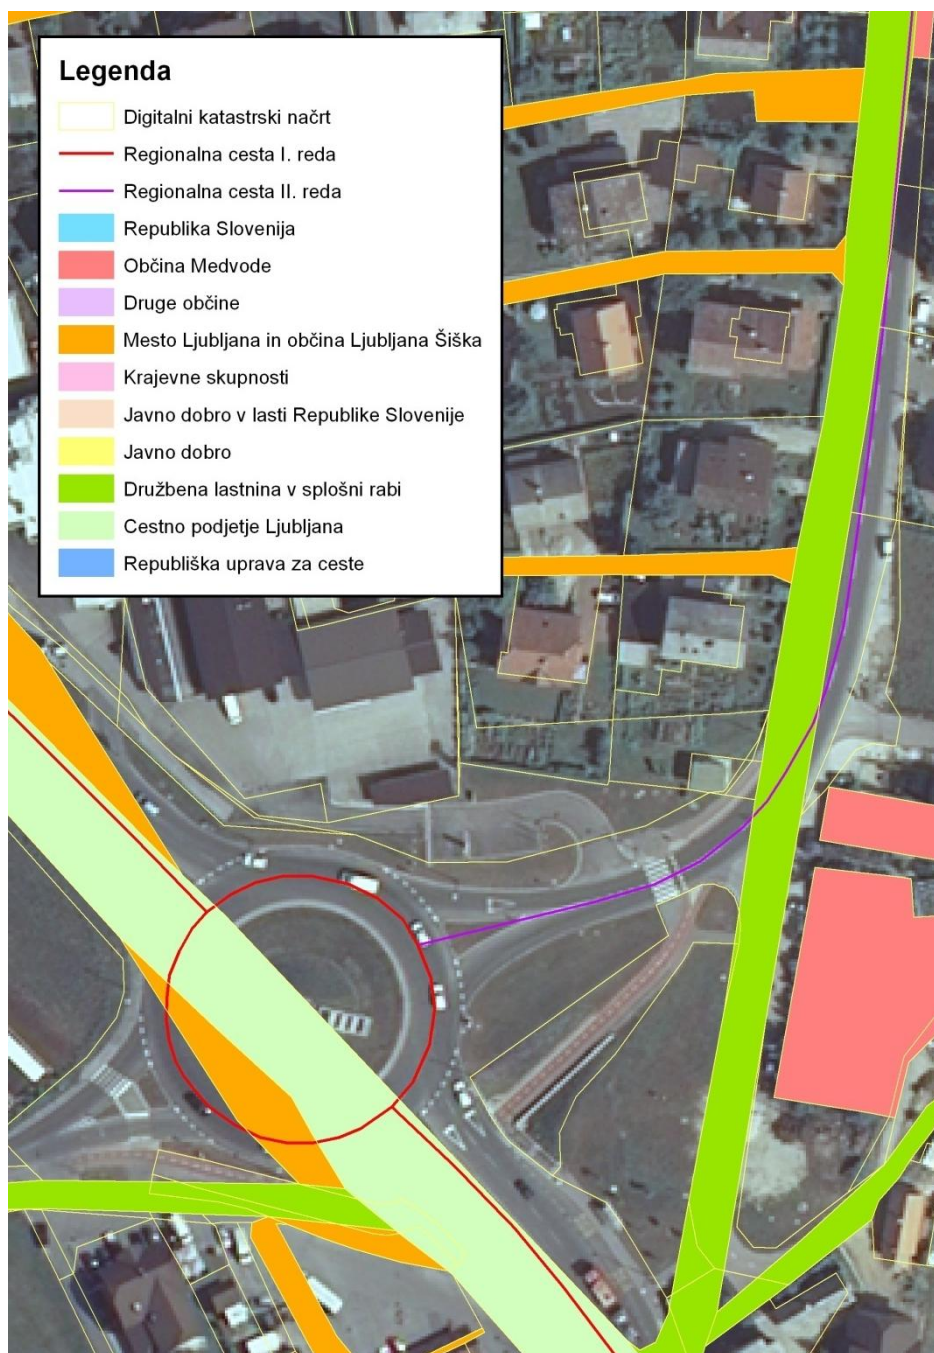 Legenda
Digitalni katastrski načrt
Regionalna cesta I. reda
Regionalna cesta II. reda
Republika Slovenija
Občina Medvode
Druge občine
Mesto Ljubljana in občina Ljubljana Šiška
Krajevne skupnosti
Javno dobro v lasti Republike Slovenije
Javno dobro
Družbena lastnina v splošni rabi
Cestno podjetje Ljubljana
Republiška uprava za ceste